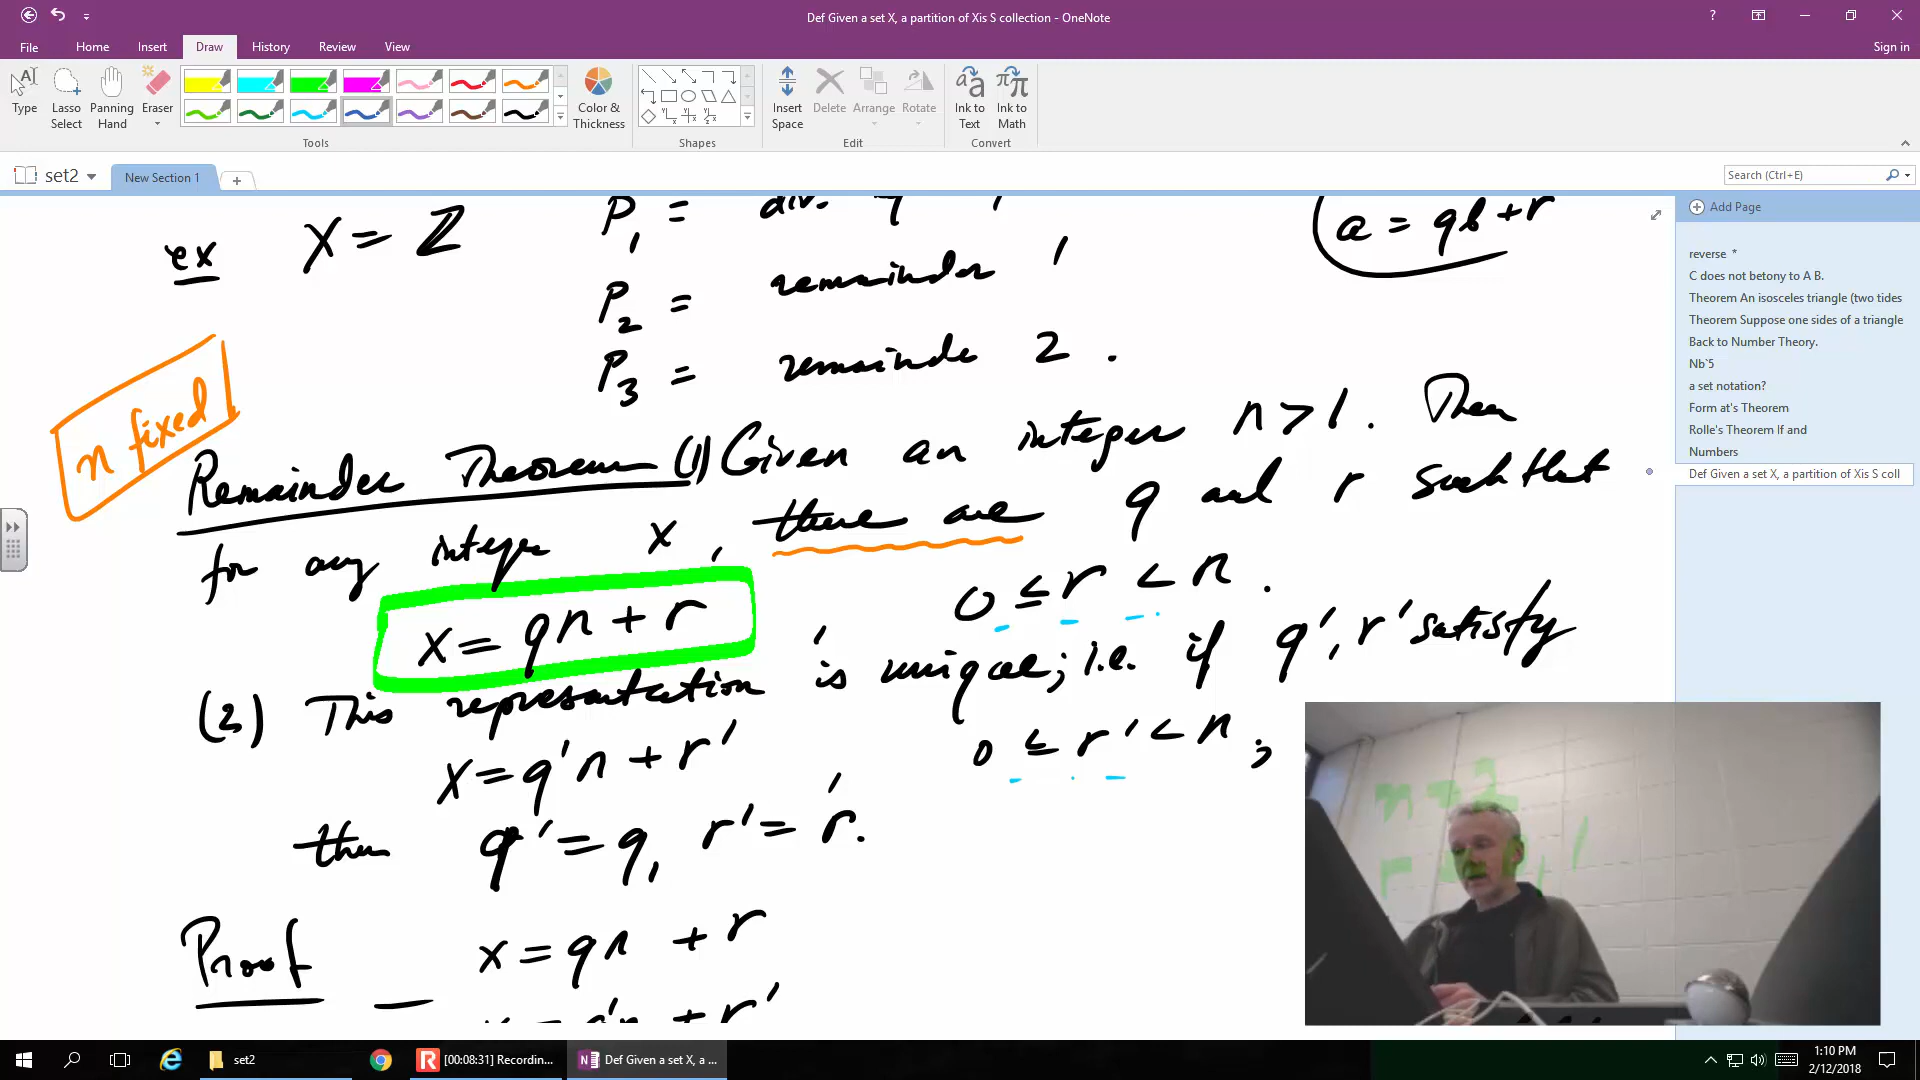 Def Given a set X, a partition of Xis S collection - OneNote
File Home Insert Draw History Review View
Sign in
Type
Lasso Select
Panning Hand
Eraser
Color & Thickness
Insert Space
Delete
Arrange
Rotate
Ink to Text
Ink to Math
Tools
Shapes
Edit
Convert
set2
New Section 1
Search (Ctrl+E)
Add Page
reverse *
C does not betony to A B.
Theorem An isosceles triangle (two tides
Theorem Suppose one sides of a triangle
Back to Number Theory.
Nb`5
a set notation?
Form at's Theorem
Rolle's Theorem If and
Numbers
Def Given a set X, a partition of Xis S coll
ex X = ℤ
P₁ = div.
P₂ = remainder 1
P₃ = remainde 2.
a = qb + r
n fixed
Remainder Theorem (1) Given an integer n > 1. Then
for any integer x, there are q and r such that
x = qn + r, 0 ≤ r < n.
(2) This representation is unique; i.e. if q', r' satisfy
x = q'n + r' 0 ≤ r' < n;
then q' = q, r' = r.
Proof x = qn + r
x = q'n + r'
set2
[00:08:31] Recordin...
Def Given a set X, a ...
1:10 PM
2/12/2018